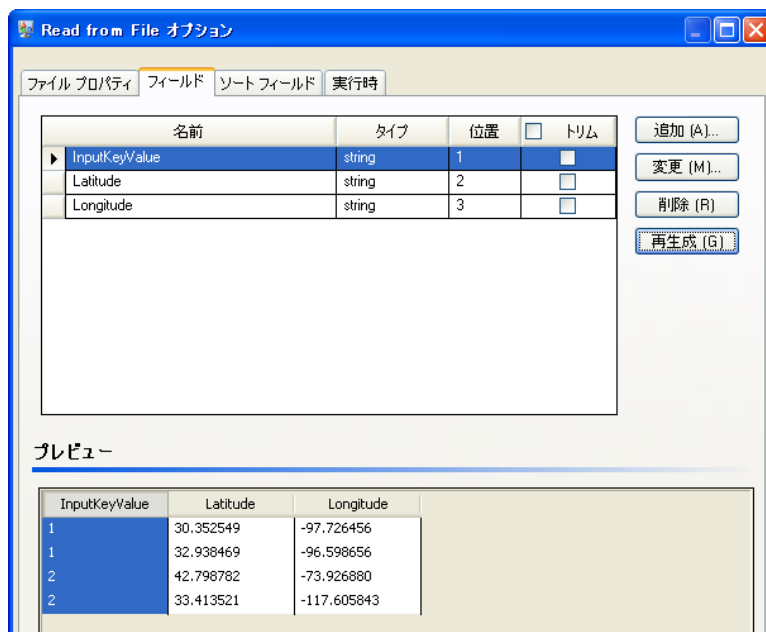 Read from File オプション
ファイル プロパティ フィールド ソート フィールド 実行時
名前 タイプ 位置 トリム
InputKeyValue string 1
Latitude string 2
Longitude string 3
追加 (A)...
変更 (M)...
削除 (R)
再生成 (G)
プレビュー
InputKeyValue Latitude Longitude
1 30.352549 -97.726456
1 32.938469 -96.598656
2 42.798782 -73.926880
2 33.413521 -117.605843